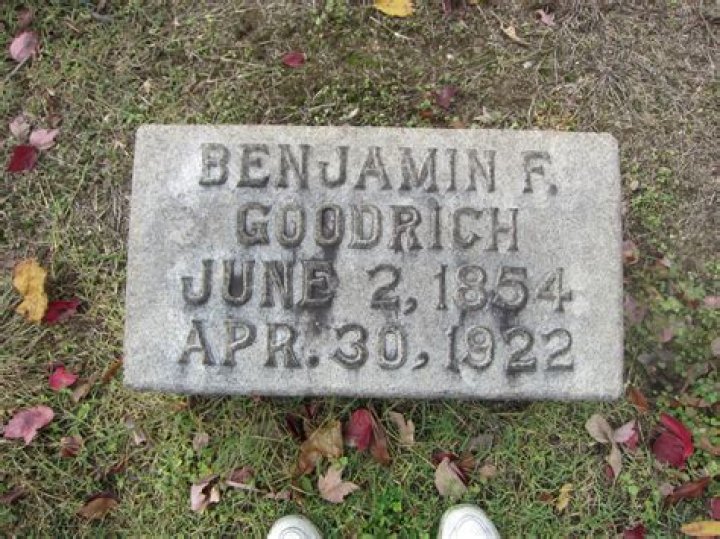 BENJAMIN F.
GOODRICH
JUNE 2, 1854
APR. 30, 1922